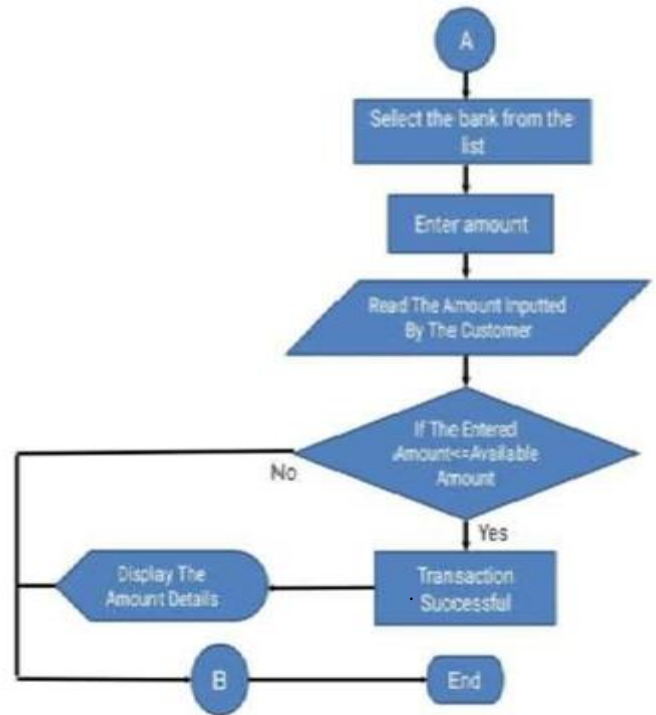 A
Select the bank from the
list
Enter amount
Read The Amount Inputted
By The Customer
If The Entered
Amount<=Available
Amount
No
Yes
Transaction
Successful
Display The
Amount Details
B
End